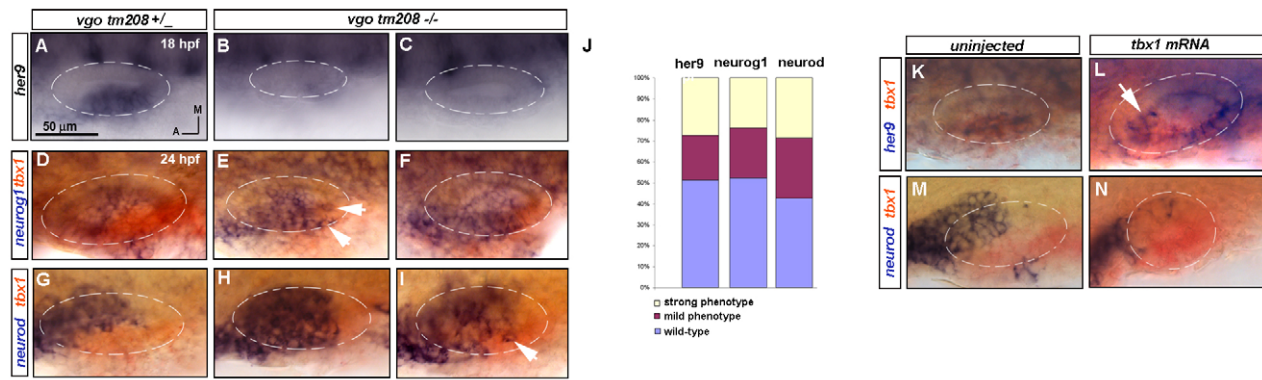 vgo tm208 +/_
vgo tm208 -/-
her9
A
18 hpf
M
A
50 µm
B
C
neurog1 tbx1
D
24 hpf
E
F
neurod tbx1
G
H
I
J
her9 neurog1 neurod
100%
90%
80%
70%
60%
50%
40%
30%
20%
10%
0%
strong phenotype
mild phenotype
wild-type
uninjected
tbx1 mRNA
her9 tbx1
K
L
neurod tbx1
M
N